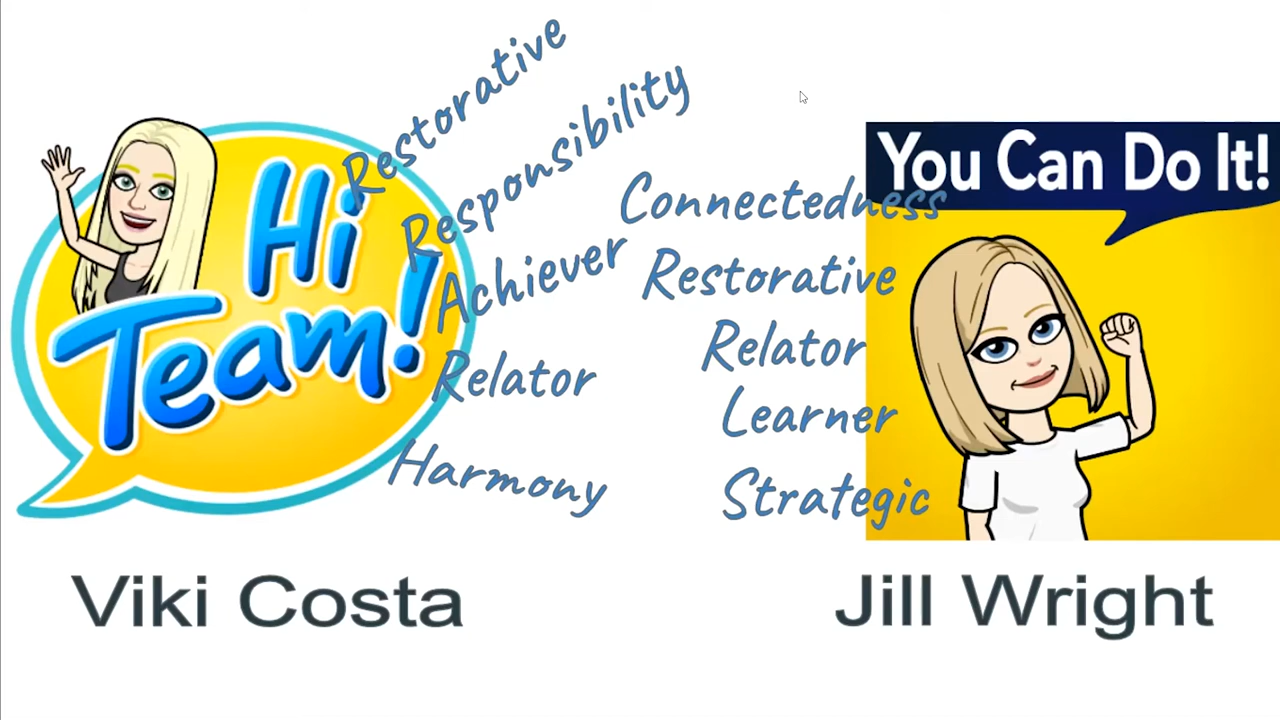 Hi
Team!
Restorative
Responsibility
Achiever
Relator
Harmony
Viki Costa
You Can Do It!
Connectedness
Restorative
Relator
Learner
Strategic
Jill Wright